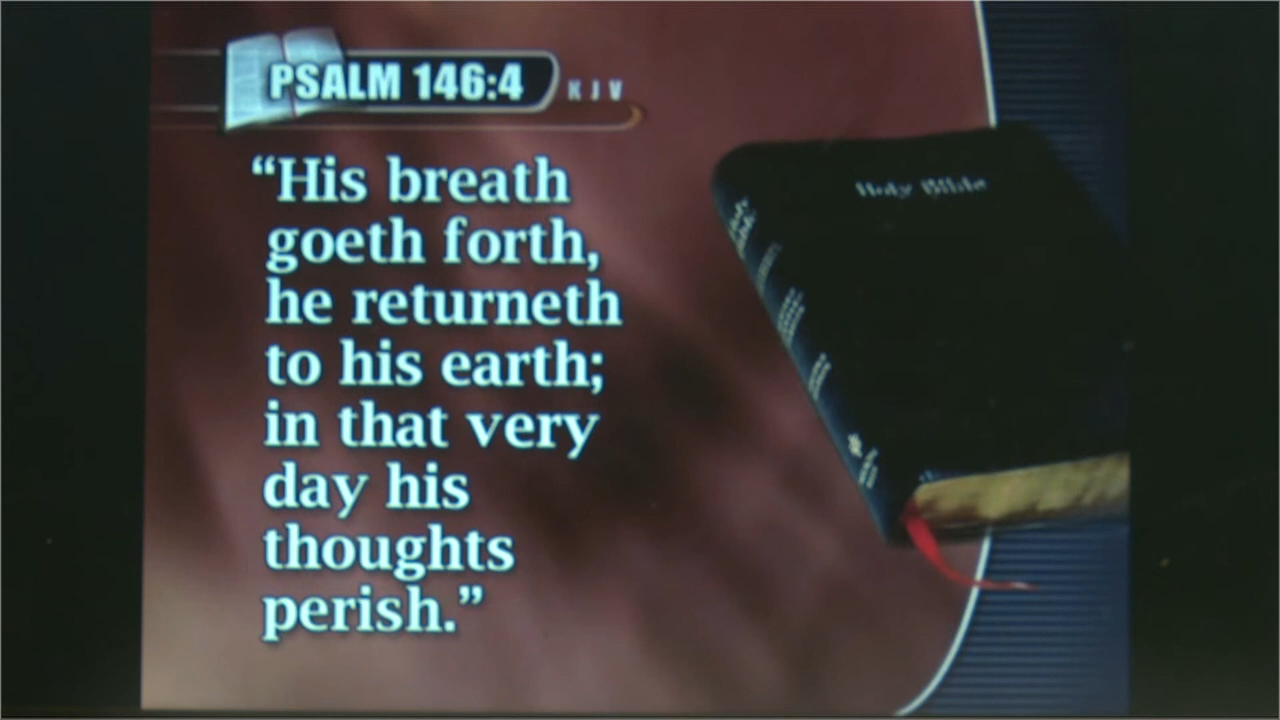 PSALM 146:4 KJV
“His breath
goeth forth,
he returneth
to his earth;
in that very
day his
thoughts
perish.”
Holy Bible